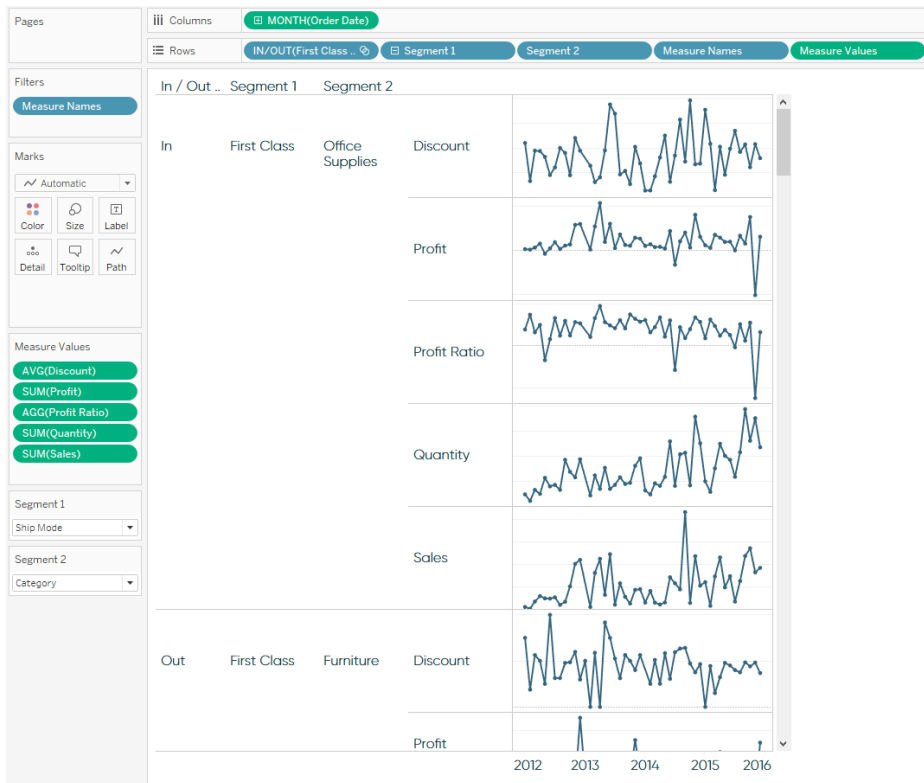 Pages
Columns
MONTH(Order Date)
Rows
IN/OUT(First Class ..
Segment 1
Segment 2
Measure Names
Measure Values
Filters
Measure Names
Marks
Automatic
Color
Size
Label
Detail
Tooltip
Path
Measure Values
AVG(Discount)
SUM(Profit)
AGG(Profit Ratio)
SUM(Quantity)
SUM(Sales)
Segment 1
Ship Mode
Segment 2
Category
In / Out ..
Segment 1
Segment 2
In
First Class
Office
Supplies
Discount
Profit
Profit Ratio
Quantity
Sales
Out
First Class
Furniture
Discount
Profit
2012
2013
2014
2015
2016